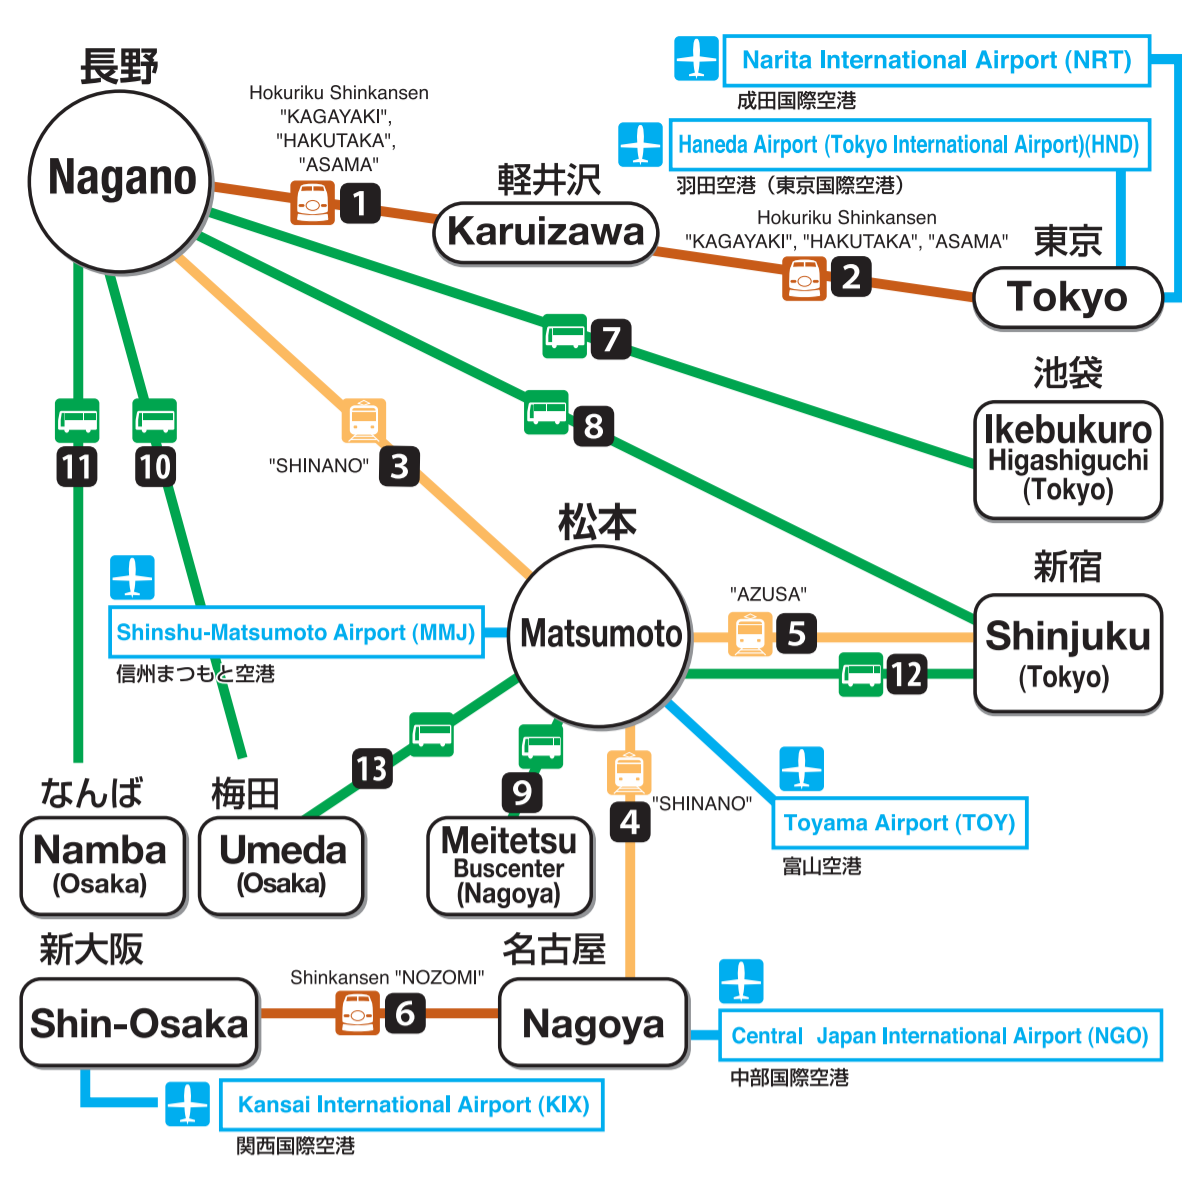 長野
Nagano
Hokuriku Shinkansen
"KAGAYAKI",
"HAKUTAKA",
"ASAMA"
1
軽井沢
Karuizawa
Narita International Airport (NRT)
成田国際空港
Haneda Airport (Tokyo International Airport)(HND)
羽田空港（東京国際空港）
Hokuriku Shinkansen
"KAGAYAKI", "HAKUTAKA", "ASAMA"
2
東京
Tokyo
7
池袋
Ikebukuro
Higashiguchi
(Tokyo)
8
11
10
"SHINANO"
3
松本
Matsumoto
新宿
Shinjuku
(Tokyo)
"AZUSA"
5
12
Shinshu-Matsumoto Airport (MMJ)
信州まつもと空港
13
9
4
"SHINANO"
Toyama Airport (TOY)
富山空港
なんば
Namba
(Osaka)
梅田
Umeda
(Osaka)
Meitetsu
Buscenter
(Nagoya)
新大阪
Shin-Osaka
Shinkansen "NOZOMI"
6
名古屋
Nagoya
Central Japan International Airport (NGO)
中部国際空港
Kansai International Airport (KIX)
関西国際空港